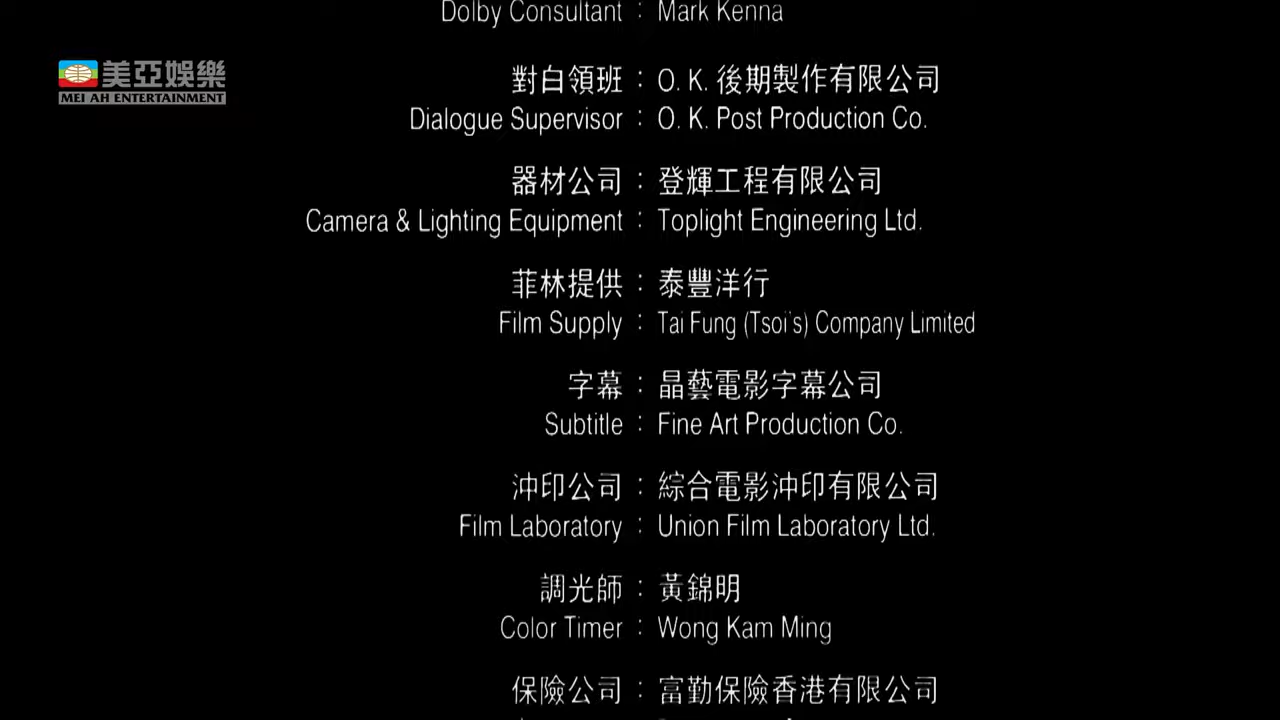 Dolby Consultant : Mark Kenna
美亞娛樂
MEI AH ENTERTAINMENT
對白領班 : O. K. 後期製作有限公司
Dialogue Supervisor : O. K. Post Production Co.
器材公司 : 登輝工程有限公司
Camera & Lighting Equipment : Toplight Engineering Ltd.
菲林提供 : 泰豐洋行
Film Supply : Tai Fung (Tsoi's) Company Limited
字幕 : 晶藝電影字幕公司
Subtitle : Fine Art Production Co.
沖印公司 : 綜合電影沖印有限公司
Film Laboratory : Union Film Laboratory Ltd.
調光師 : 黃錦明
Color Timer : Wong Kam Ming
保險公司 : 富勤保險香港有限公司